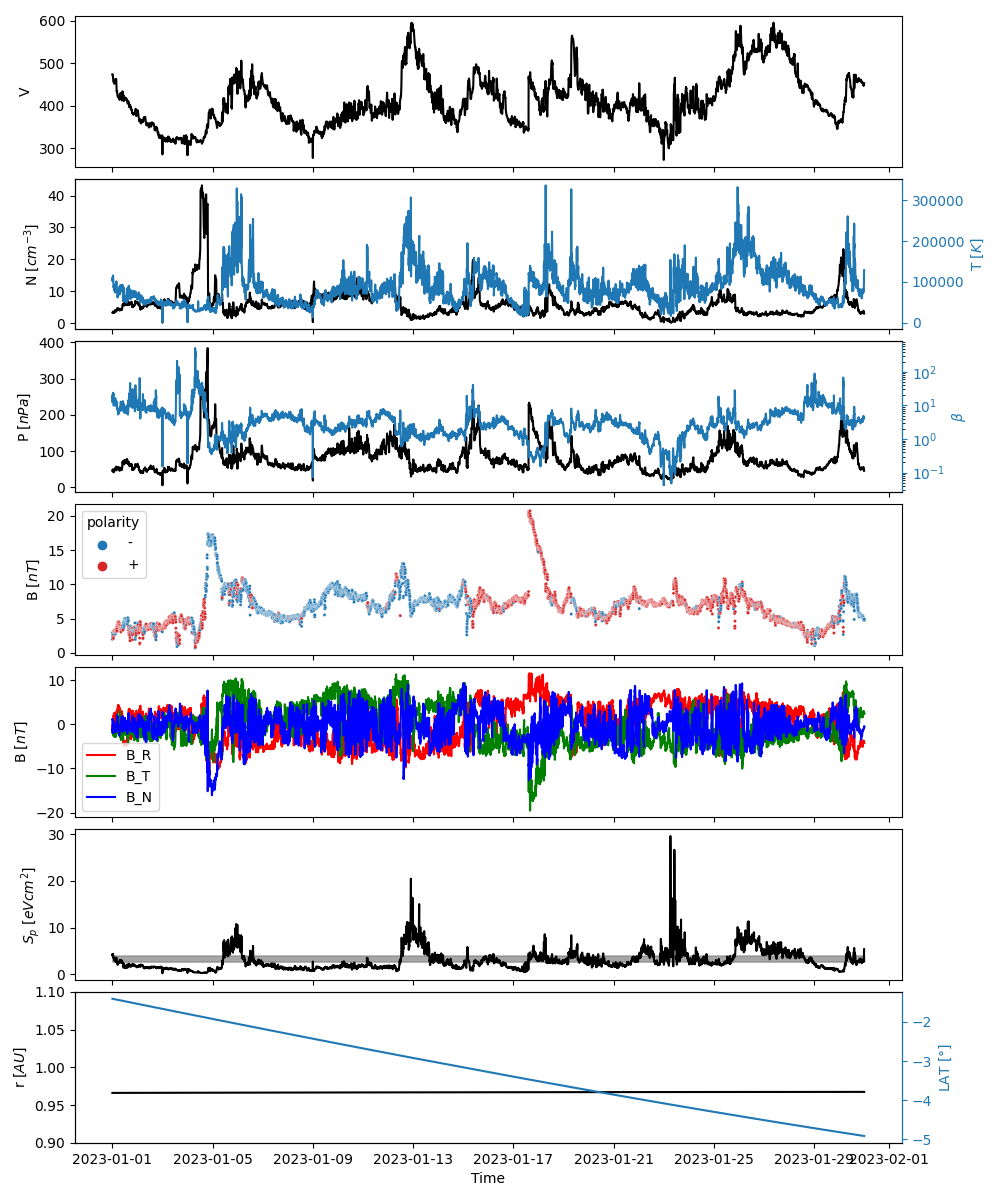 600
500
400
300
V
40
30
20
10
0
N [cm⁻³]
300000
200000
100000
0
T [K]
400
300
200
100
0
P [nPa]
10²
10¹
10⁰
10⁻¹
β
20
15
10
5
0
B [nT]
polarity
-
+
10
0
−10
−20
B [nT]
B_R
B_T
B_N
30
20
10
0
Sₚ [eVcm²]
1.10
1.05
1.00
0.95
0.90
r [AU]
−2
−3
−4
−5
LAT [°]
2023-01-01 2023-01-05 2023-01-09 2023-01-13 2023-01-17 2023-01-21 2023-01-25 2023-01-29 2023-02-01
Time